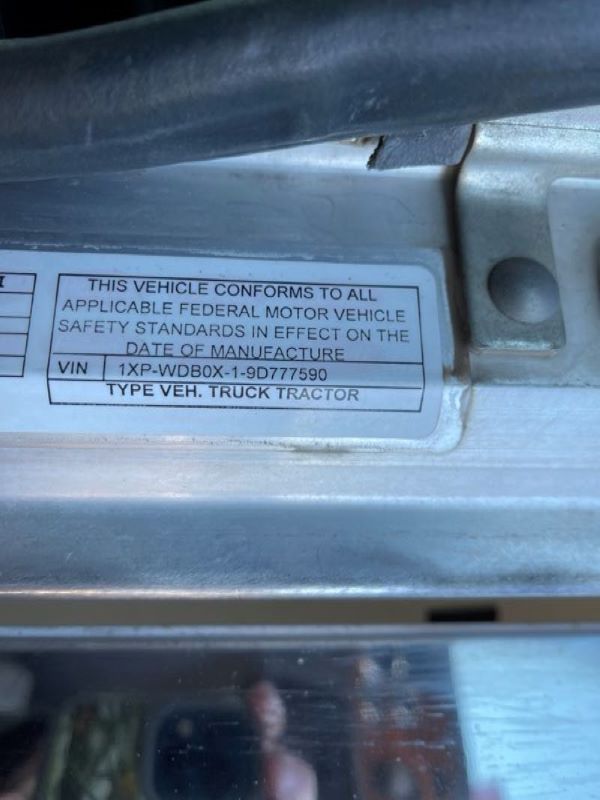 THIS VEHICLE CONFORMS TO ALL
APPLICABLE FEDERAL MOTOR VEHICLE
SAFETY STANDARDS IN EFFECT ON THE
DATE OF MANUFACTURE
VIN 1XP-WDB0X-1-9D777590
TYPE VEH. TRUCK TRACTOR